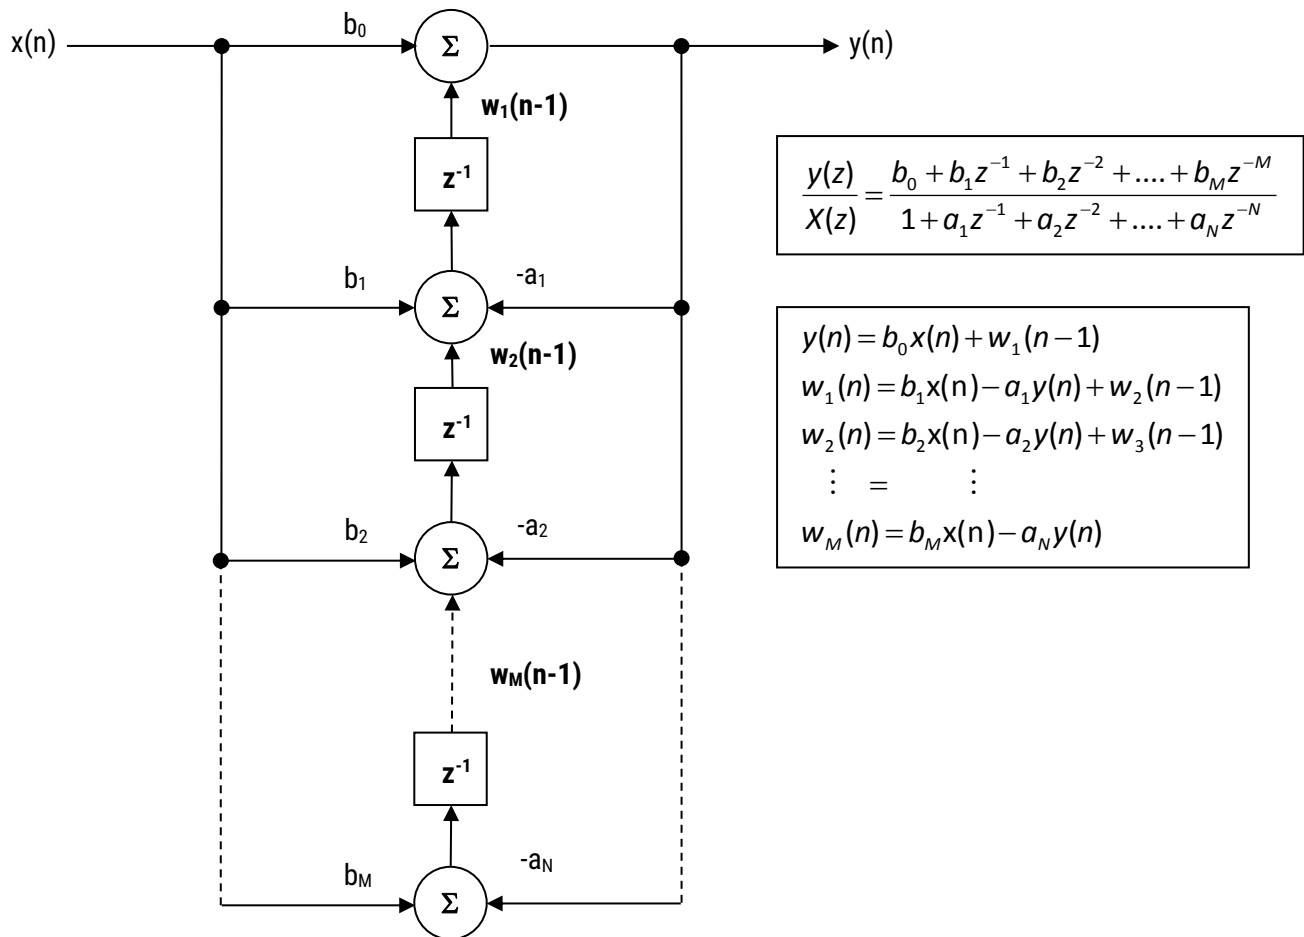 x(n) b₀ Σ y(n)
w₁(n-1)
z⁻¹
b₁ Σ -a₁
w₂(n-1)
z⁻¹
b₂ Σ -a₂
w_M(n-1)
z⁻¹
b_M Σ -a_N
y(z)/X(z) = (b₀ + b₁z⁻¹ + b₂z⁻² + .... + b_M z^(−M))/(1 + a₁z⁻¹ + a₂z⁻² + .... + a_N z^(−N))
y(n) = b₀x(n) + w₁(n−1)
w₁(n) = b₁x(n) − a₁y(n) + w₂(n−1)
w₂(n) = b₂x(n) − a₂y(n) + w₃(n−1)
⋮ = ⋮
w_M(n) = b_M x(n) − a_N y(n)